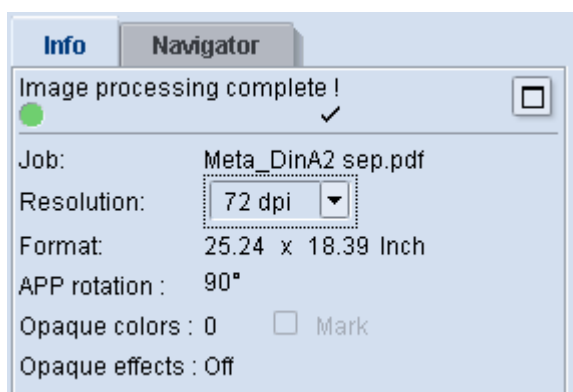 Info Navigator
Image processing complete !
Job: Meta_DinA2 sep.pdf
Resolution: 72 dpi
Format: 25.24 x 18.39 Inch
APP rotation : 90°
Opaque colors : 0 Mark
Opaque effects : Off